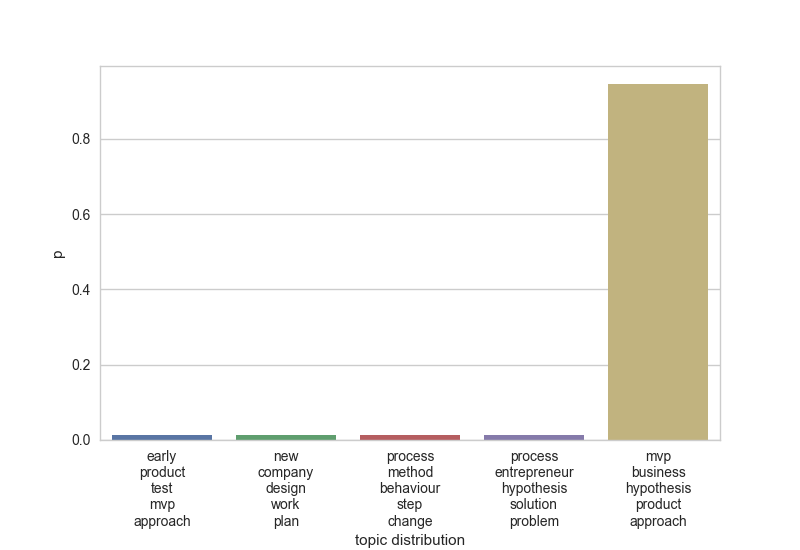 0.8
0.6
0.4
0.2
0.0
p
early
product
test
mvp
approach
new
company
design
work
plan
process
method
behaviour
step
change
process
entrepreneur
hypothesis
solution
problem
mvp
business
hypothesis
product
approach
topic distribution